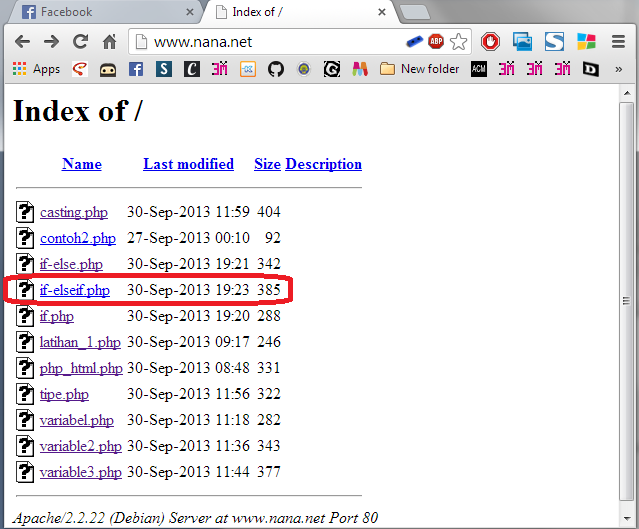 Facebook
Index of /
www.nana.net
ABP
Apps
New folder
ACM
Index of /
Name Last modified Size Description
casting.php 30-Sep-2013 11:59 404
contoh2.php 27-Sep-2013 00:10 92
if-else.php 30-Sep-2013 19:21 342
if-elseif.php 30-Sep-2013 19:23 385
if.php 30-Sep-2013 19:20 288
latihan_1.php 30-Sep-2013 09:17 246
php_html.php 30-Sep-2013 08:48 331
tipe.php 30-Sep-2013 11:56 322
variabel.php 30-Sep-2013 11:18 282
variable2.php 30-Sep-2013 11:36 343
variable3.php 30-Sep-2013 11:44 377
Apache/2.2.22 (Debian) Server at www.nana.net Port 80